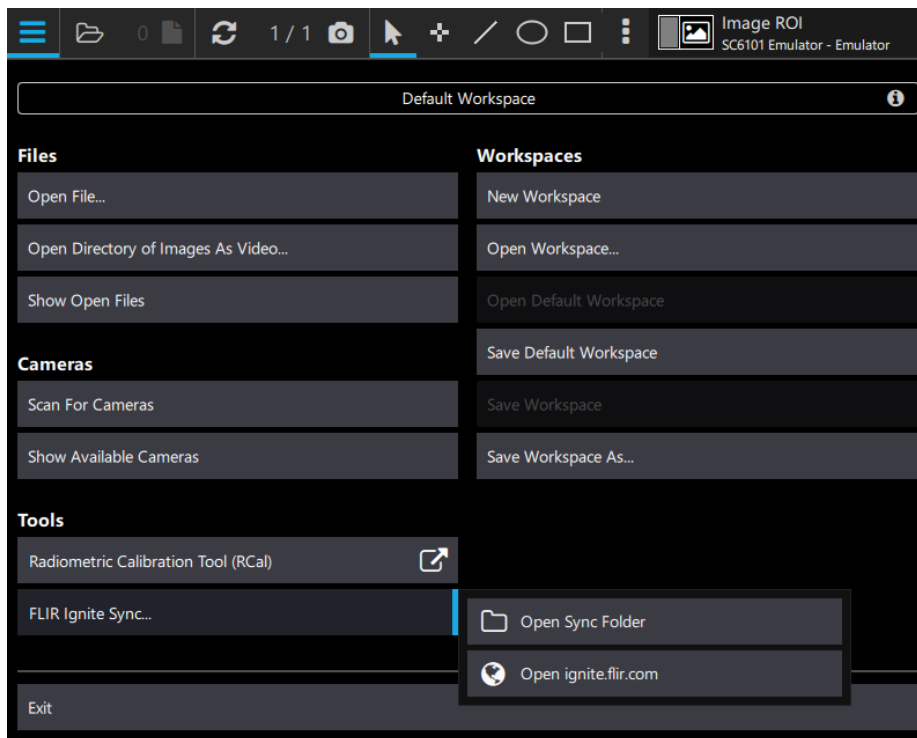 0
1 / 1
Image ROI
SC6101 Emulator - Emulator
Default Workspace
Files
Open File...
Open Directory of Images As Video...
Show Open Files
Cameras
Scan For Cameras
Show Available Cameras
Tools
Radiometric Calibration Tool (RCal)
FLIR Ignite Sync...
Workspaces
New Workspace
Open Workspace...
Open Default Workspace
Save Default Workspace
Save Workspace
Save Workspace As...
Open Sync Folder
Open ignite.flir.com
Exit